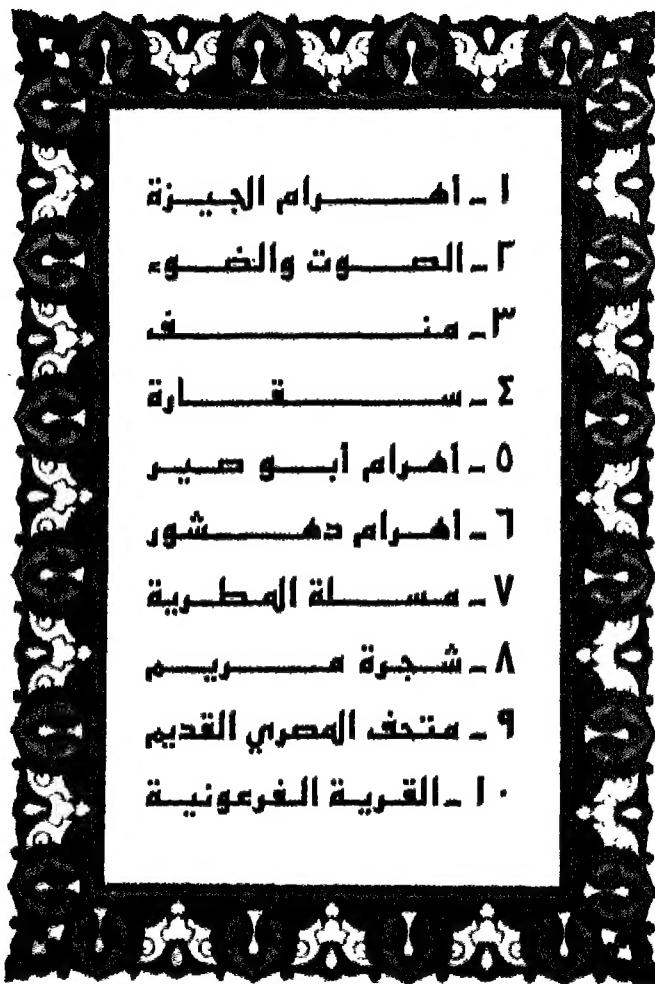 ١ ـ أهرام الجيزة
٢ ـ الصوت والضوء
٣ ـ منف
٤ ـ سقارة
٥ ـ أهرام أبو صير
٦ ـ أهرام دهشور
٧ ـ مسلة المطرية
٨ ـ شجرة مريم
٩ ـ متحف المصري القديم
١٠ ـ القرية الفرعونية